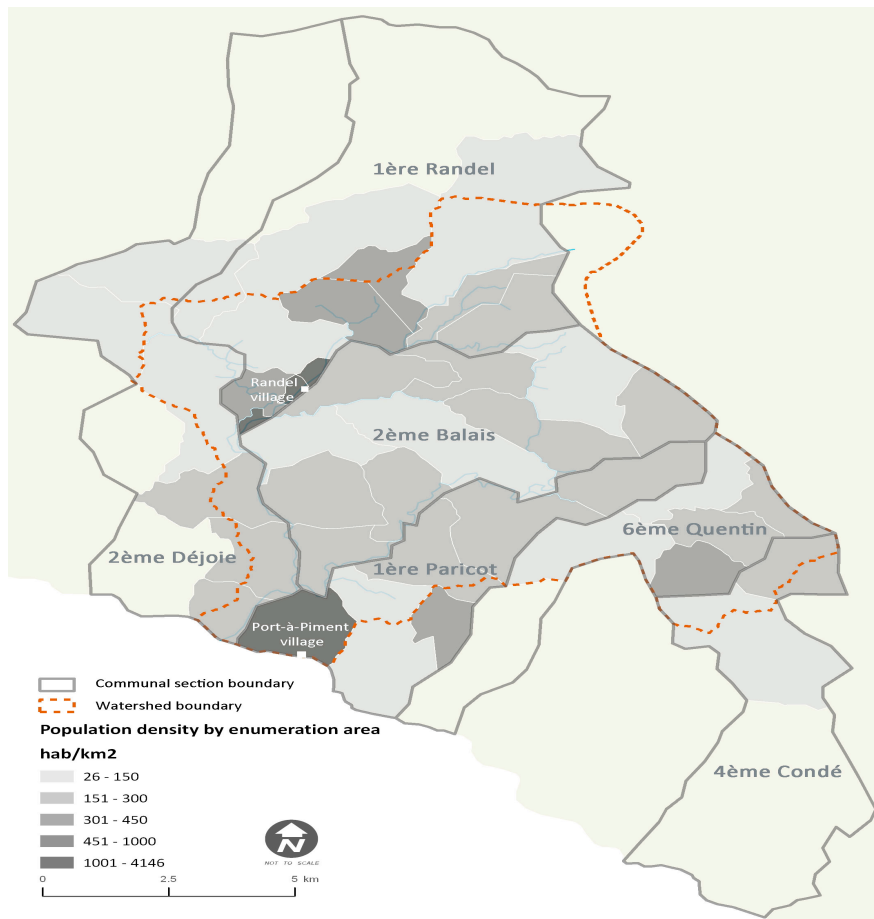 1ère Randel
Randel
village
2ème Balais
6ème Quentin
2ème Déjoie
1ère Paricot
Port-à-Piment
village
4ème Condé
Communal section boundary
Watershed boundary
Population density by enumeration area
hab/km2
26 - 150
151 - 300
301 - 450
451 - 1000
1001 - 4146
N
NOT TO SCALE
0 2.5 5 km